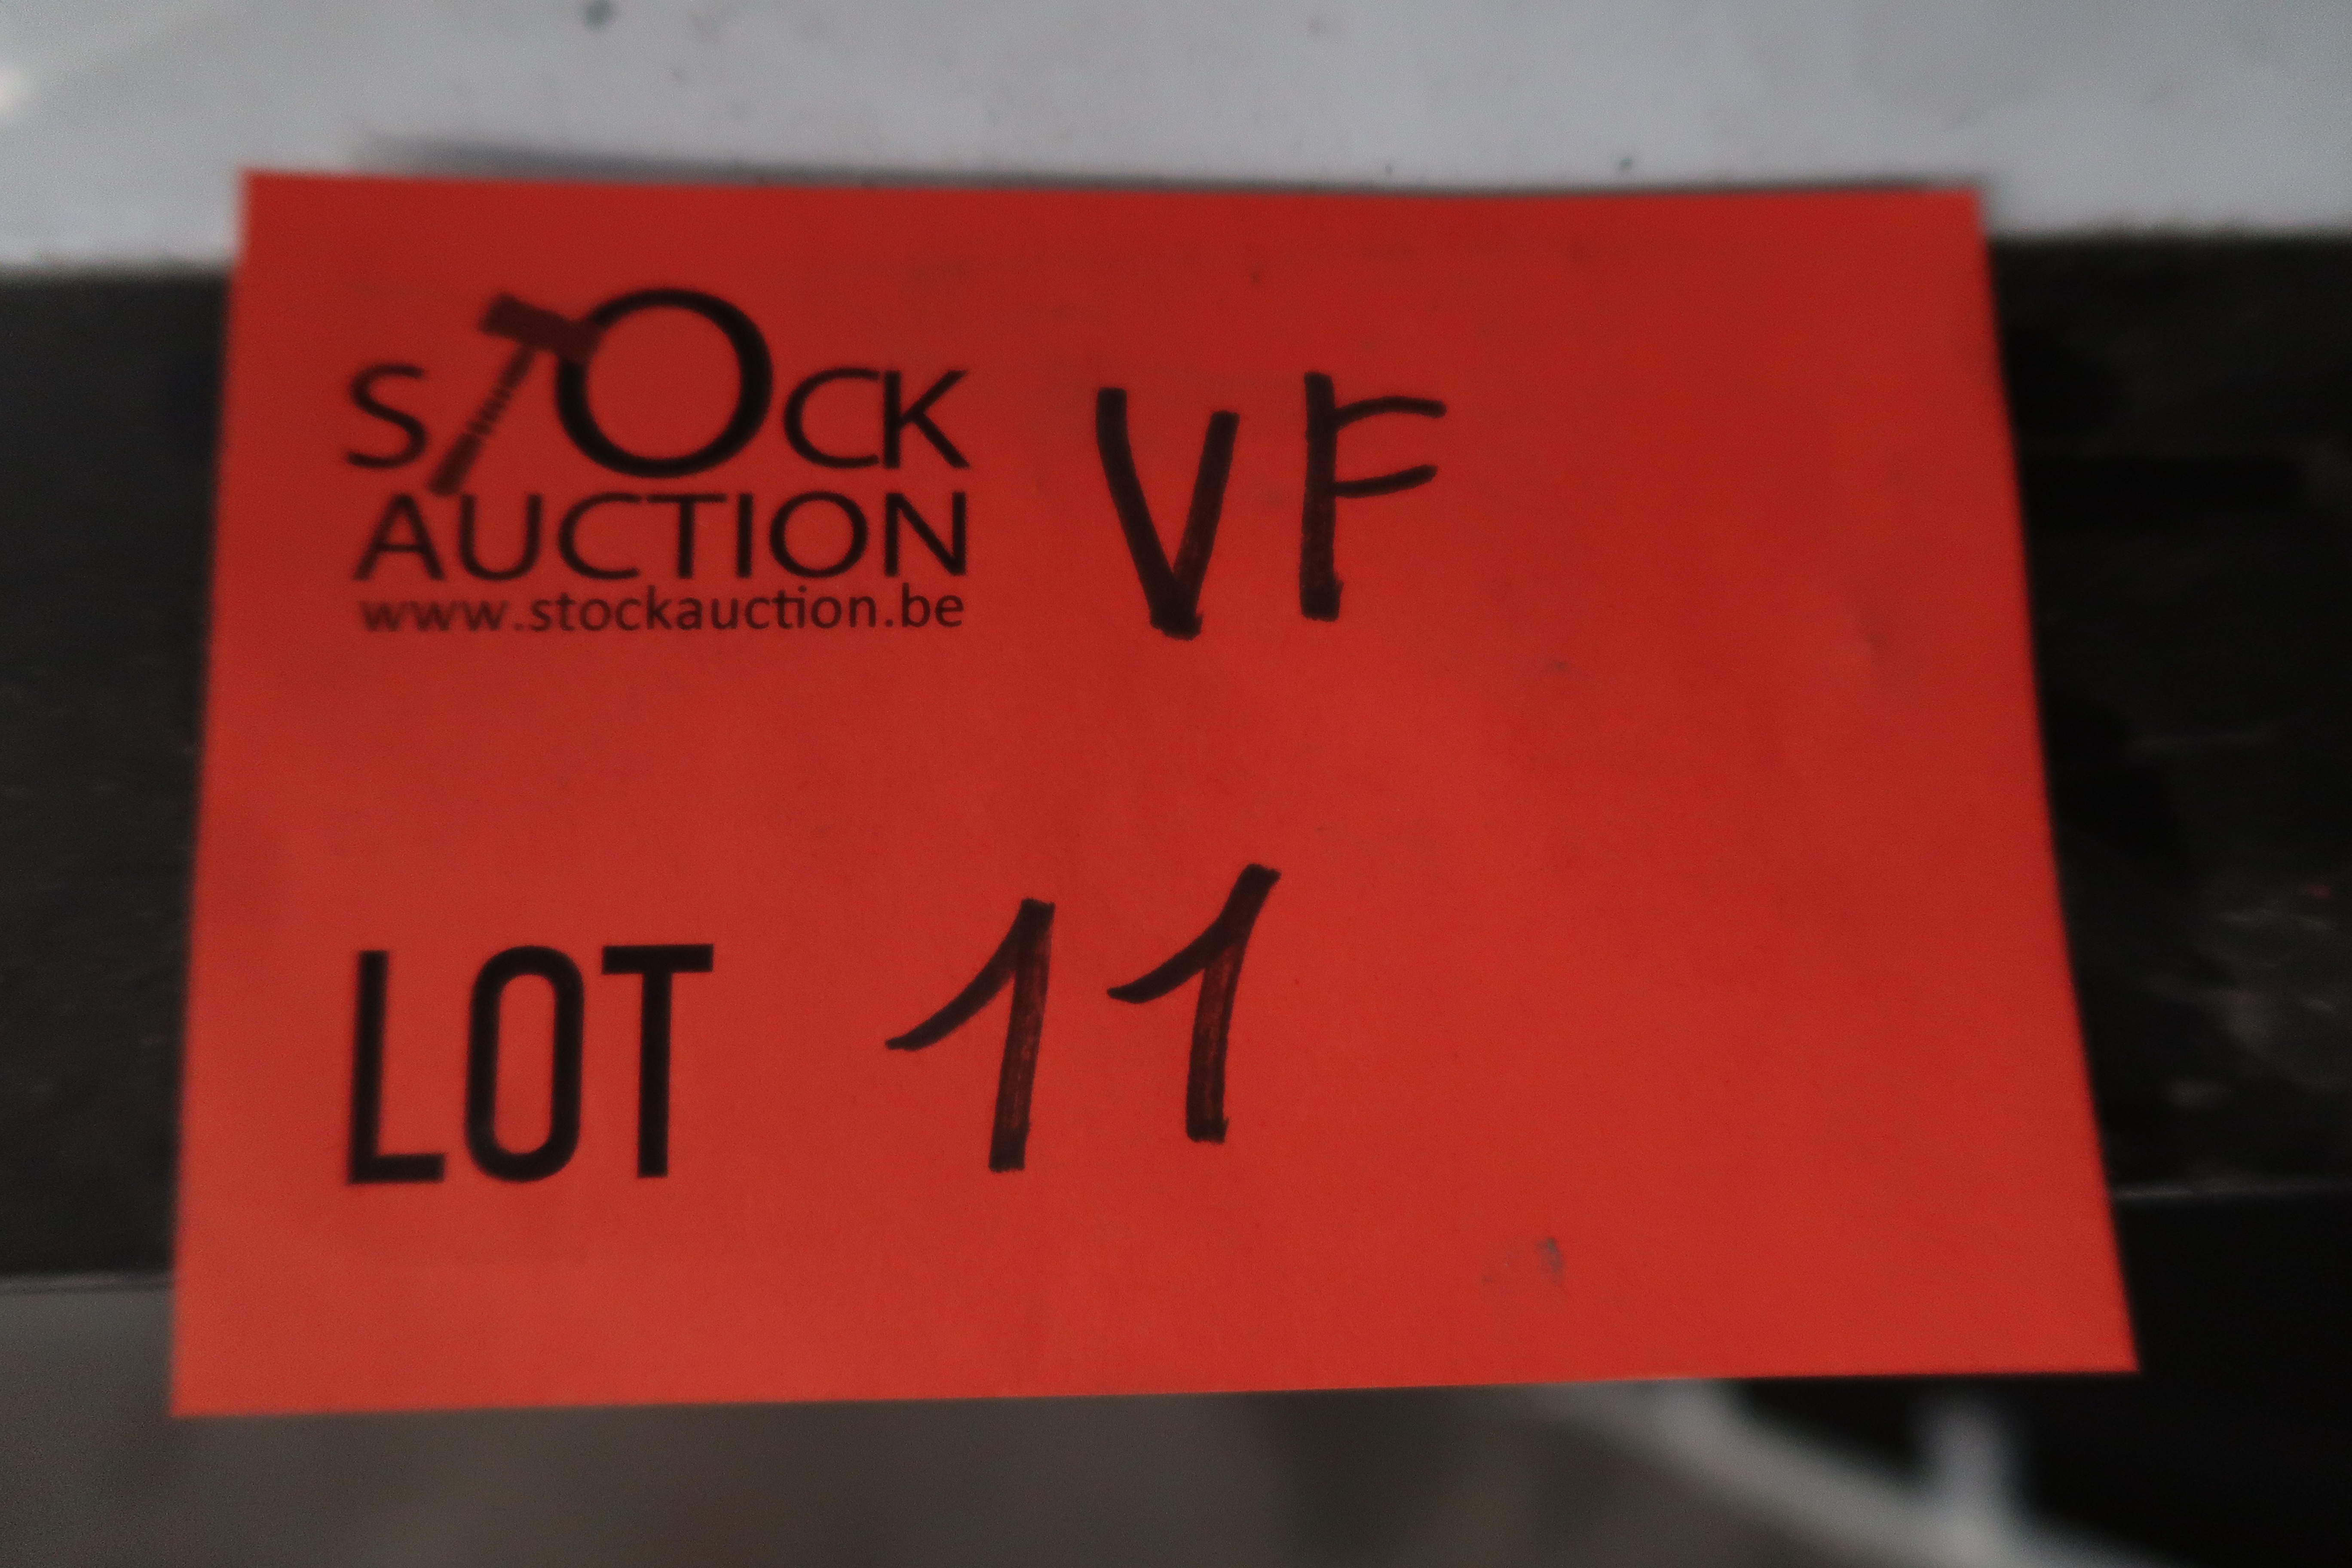 STOCK VF
AUCTION
www.stockauction.be
LOT 11